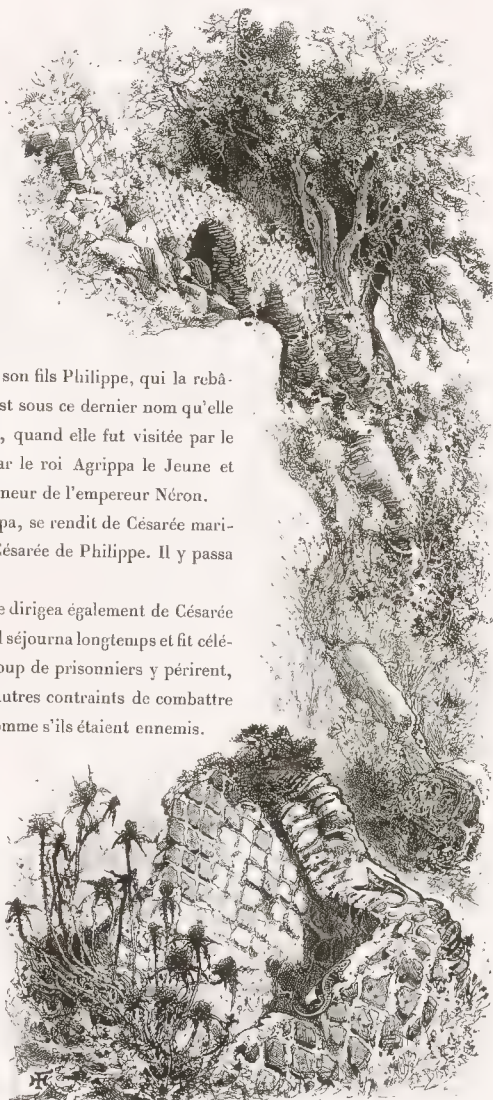 son fils Philippe, qui la rebâ-
st sous ce dernier nom qu'elle
, quand elle fut visitée par le
ar le roi Agrippa le Jeune et
neur de l'empereur Néron.
pa, se rendit de Césarée mari-
Césarée de Philippe. Il y passa
e dirigea également de Césarée
l séjourna longtemps et fit célé-
oup de prisonniers y périrent,
autres contraints de combattre
omme s'ils étaient ennemis.